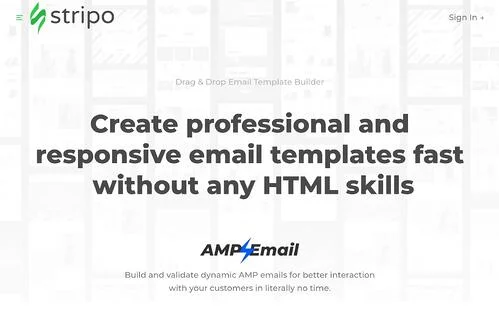 stripo
Sign In →
Drag & Drop Email Template Builder
Create professional and
responsive email templates fast
without any HTML skills
AMP Email
Build and validate dynamic AMP emails for better interaction
with your customers in literally no time.